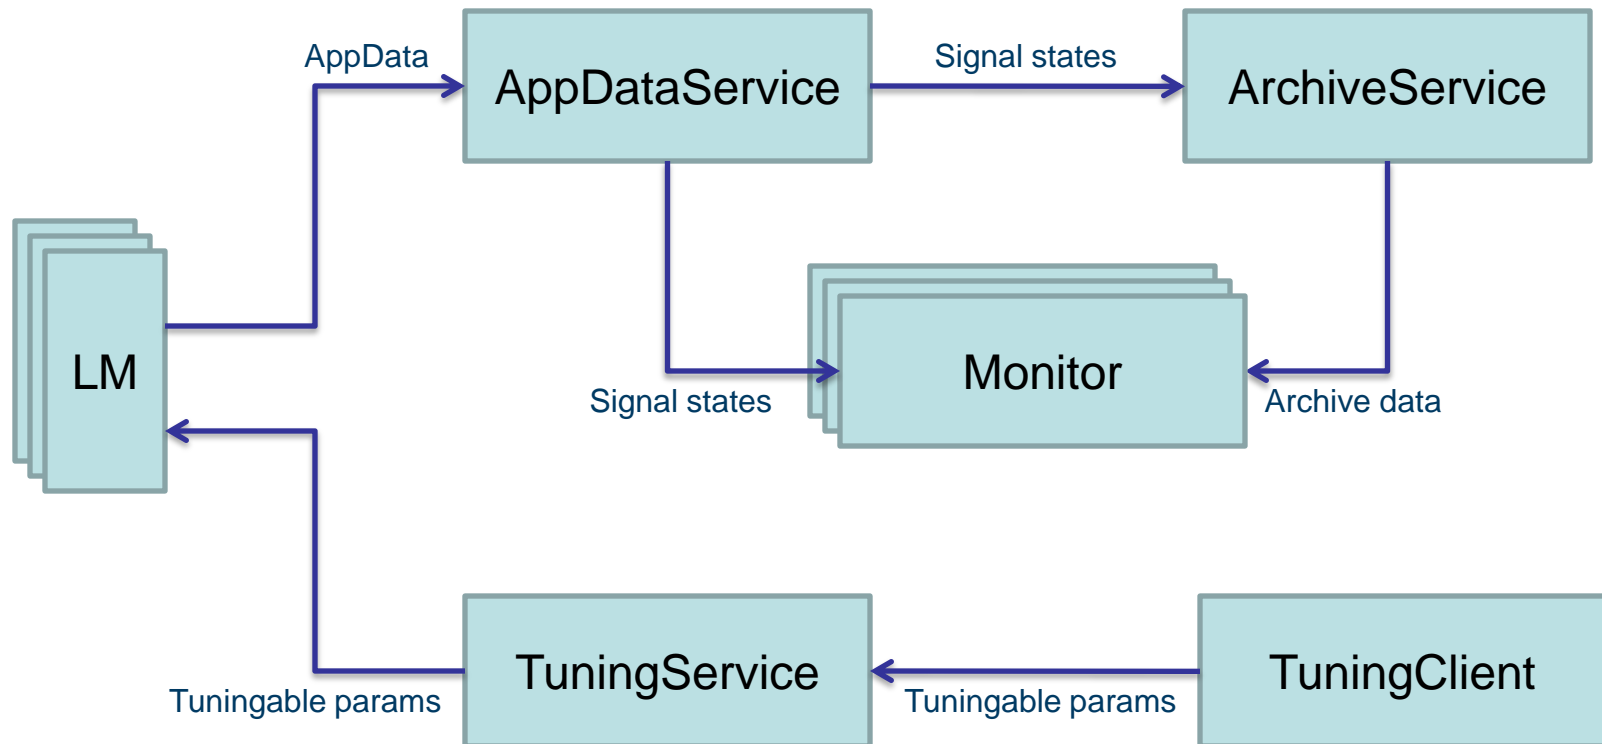 AppData
Signal states
AppDataService
ArchiveService
LM
Monitor
Signal states
Archive data
TuningService
TuningClient
Tuningable params
Tuningable params